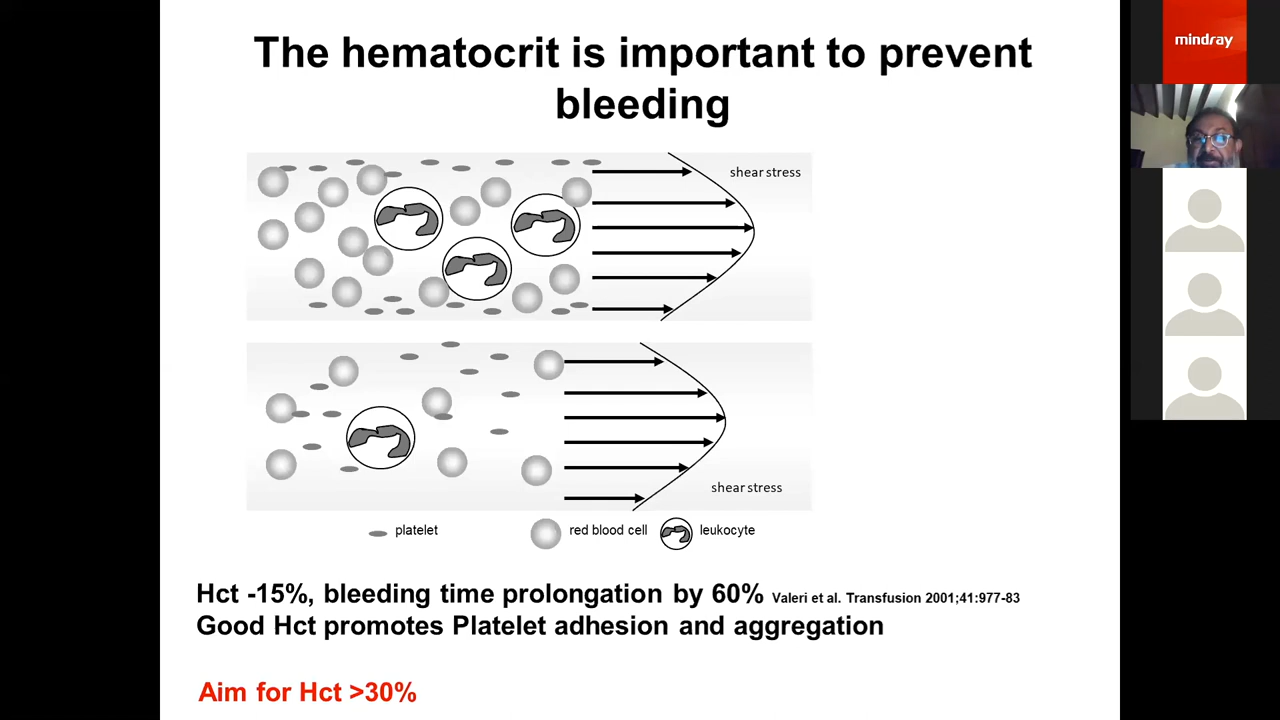 The hematocrit is important to prevent
bleeding
mindray
shear stress
shear stress
platelet
red blood cell
leukocyte
Hct -15%, bleeding time prolongation by 60% Valeri et al. Transfusion 2001;41:977-83
Good Hct promotes Platelet adhesion and aggregation
Aim for Hct >30%